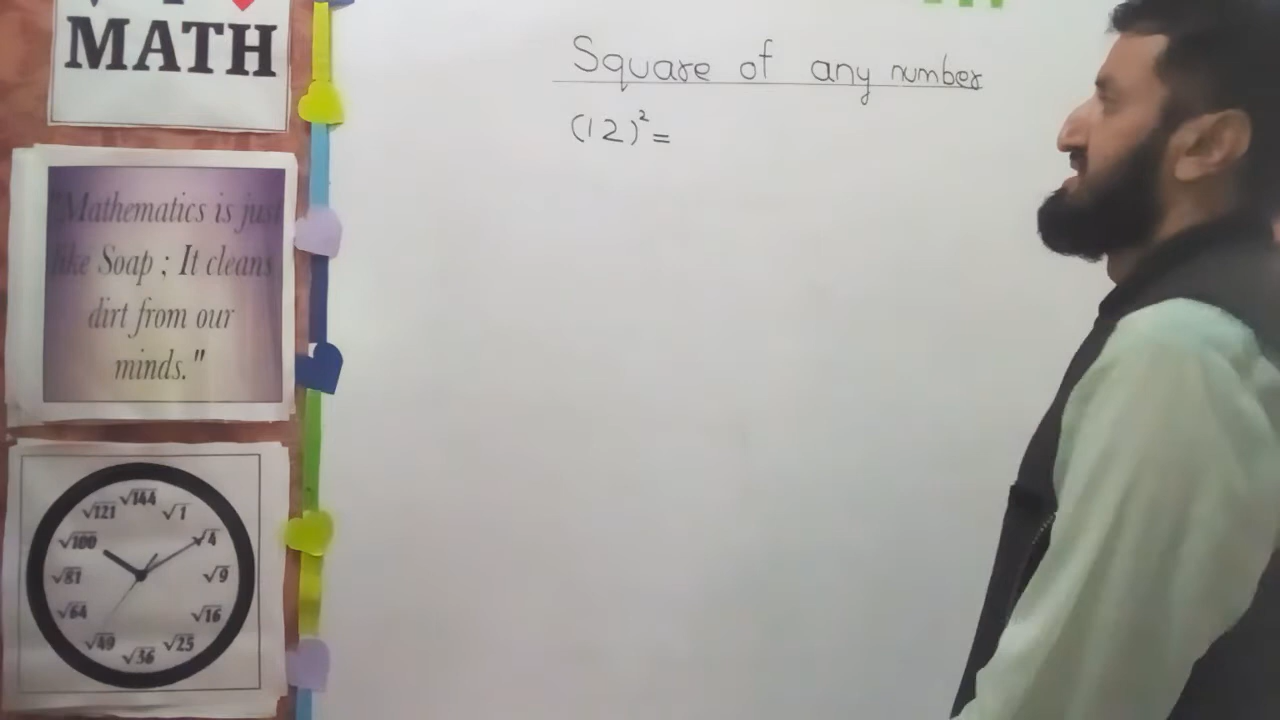 MATH
"Mathematics is just
like Soap ; It cleans
dirt from our
minds."
√144
√121 √1
√100 √4
√81 √9
√64 √16
√49 √25
√36
Square of any number
(12)²=